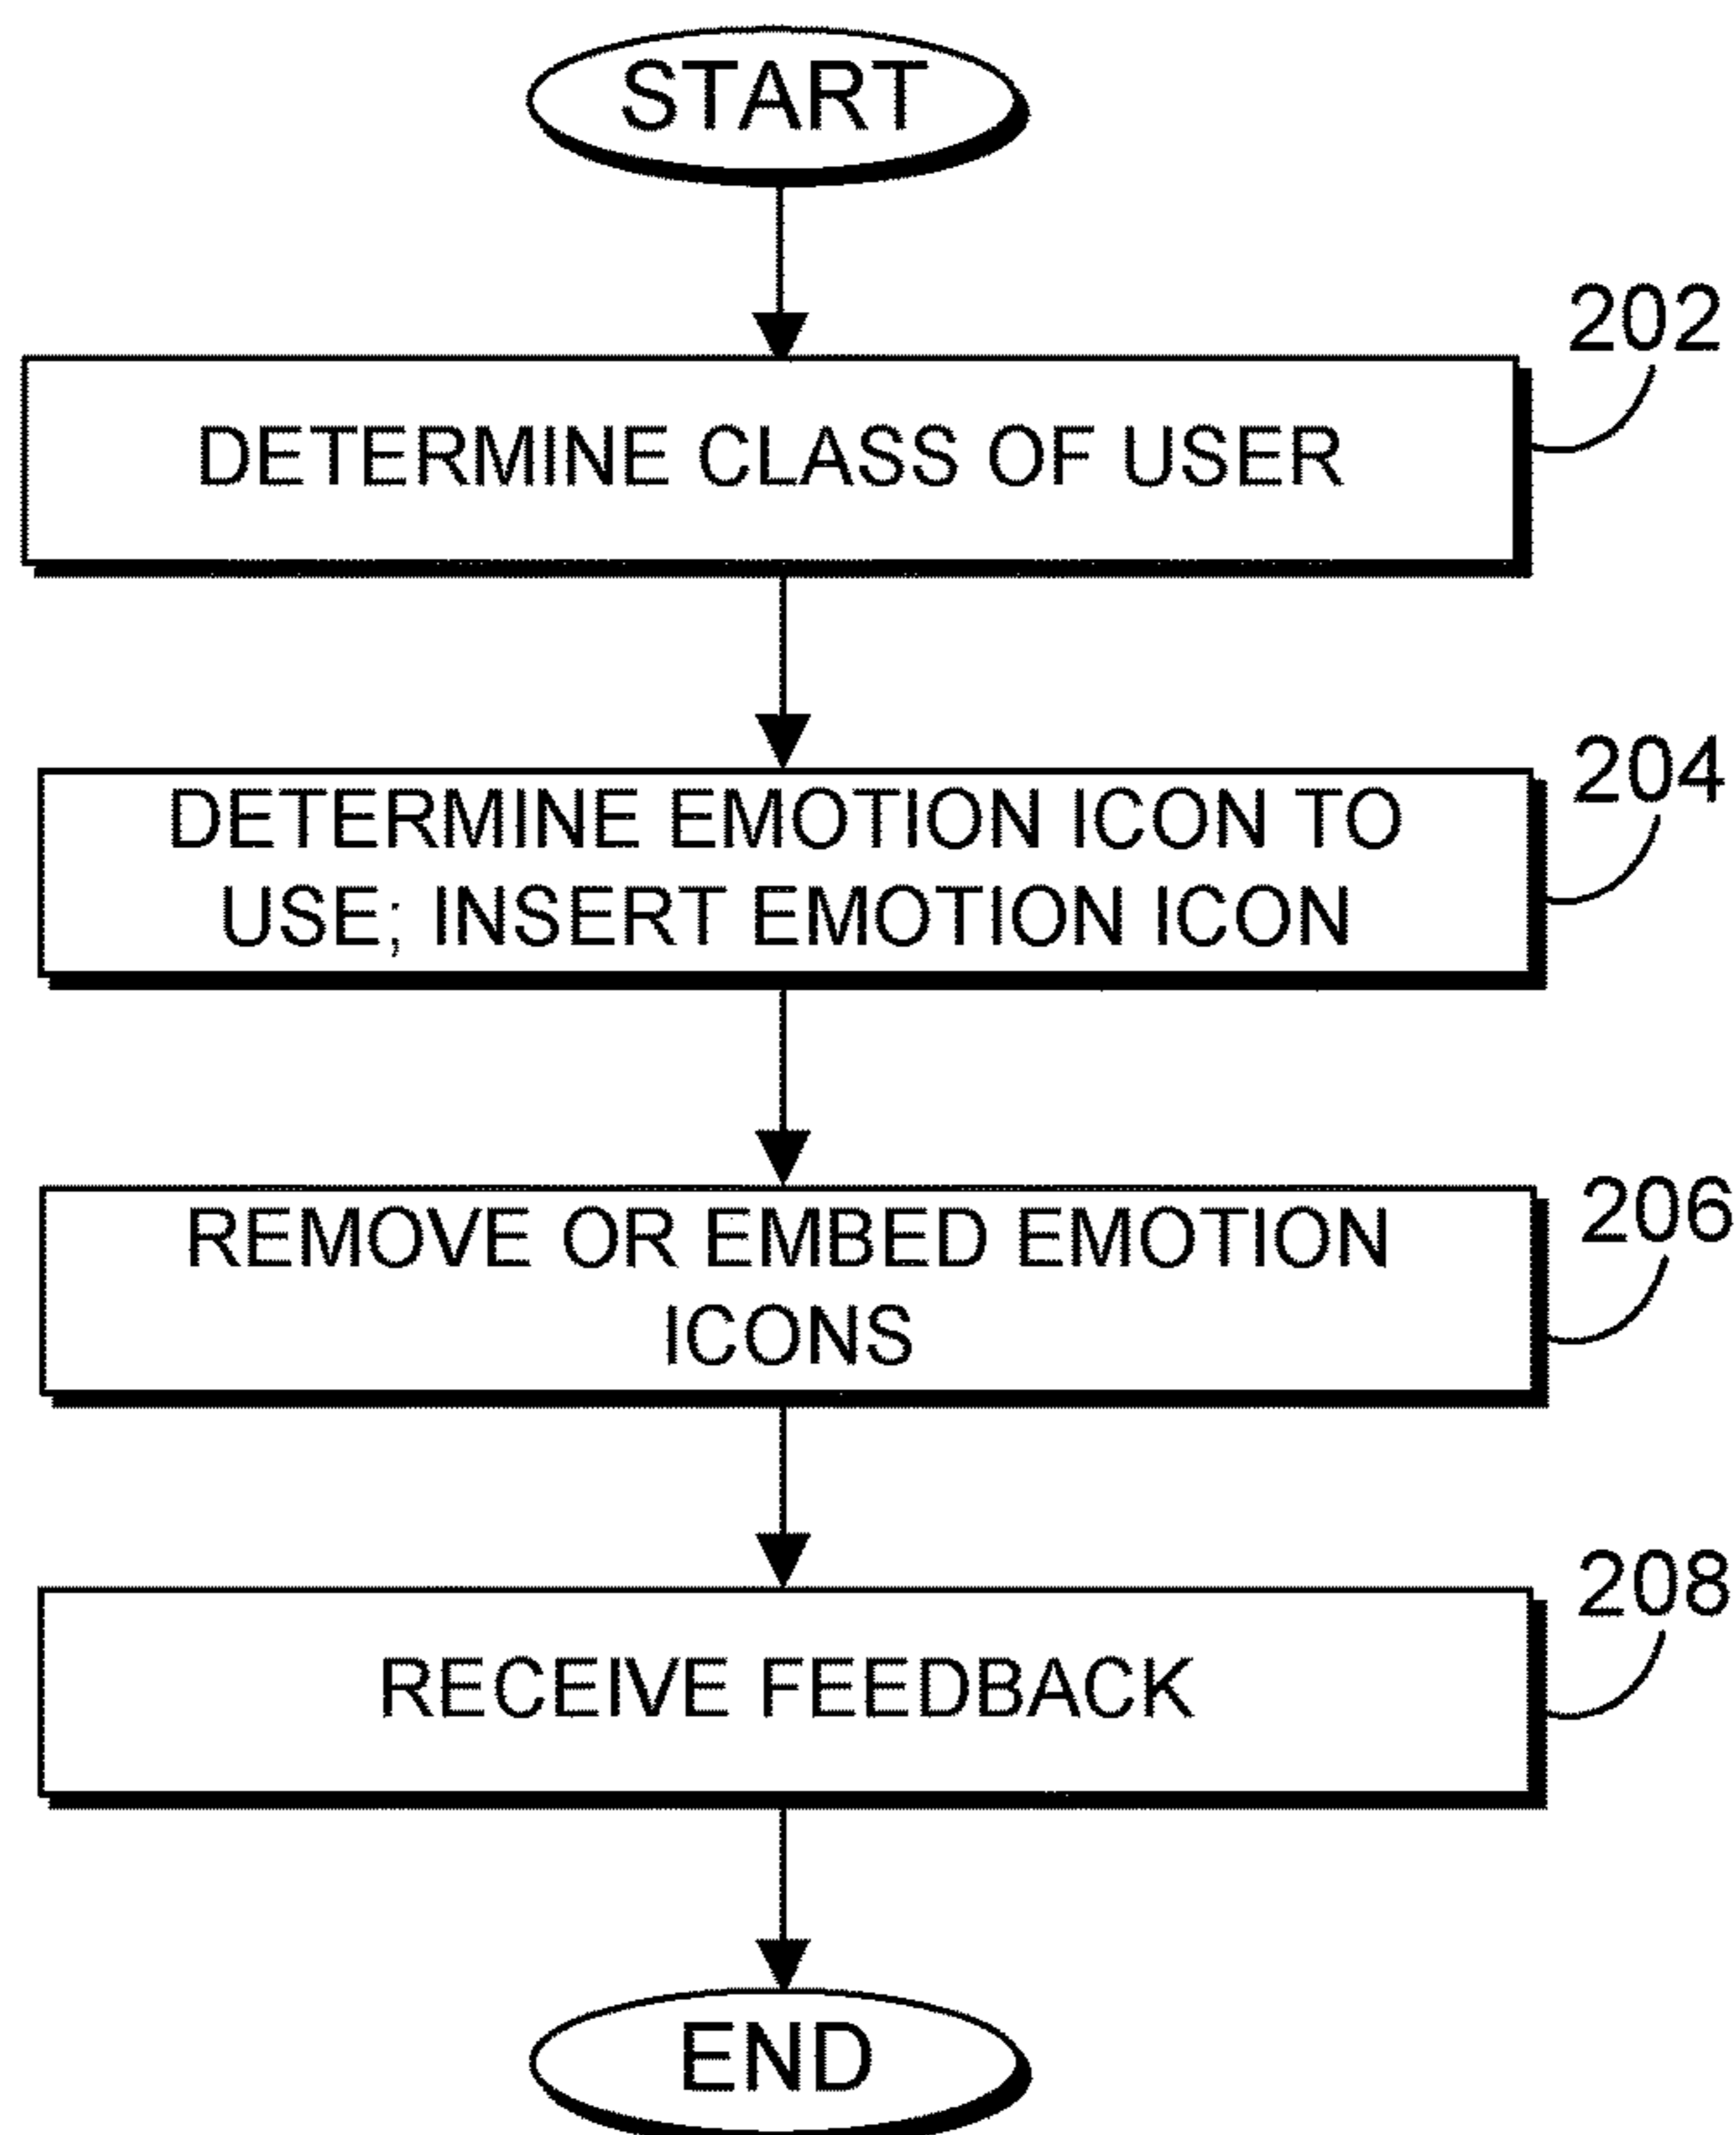 START
202
DETERMINE CLASS OF USER
204
DETERMINE EMOTION ICON TO
USE; INSERT EMOTION ICON
206
REMOVE OR EMBED EMOTION
ICONS
208
RECEIVE FEEDBACK
END